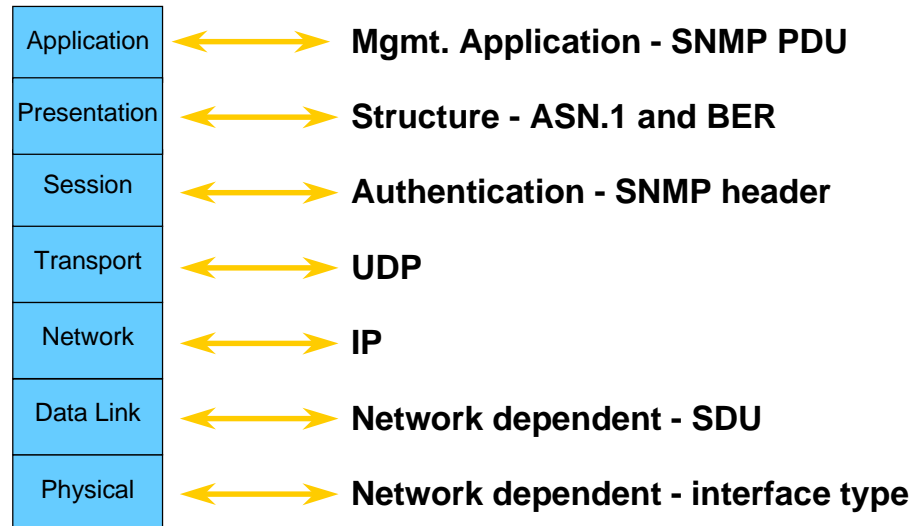 Application
Mgmt. Application - SNMP PDU
Presentation
Structure - ASN.1 and BER
Session
Authentication - SNMP header
Transport
UDP
Network
IP
Data Link
Network dependent - SDU
Physical
Network dependent - interface type